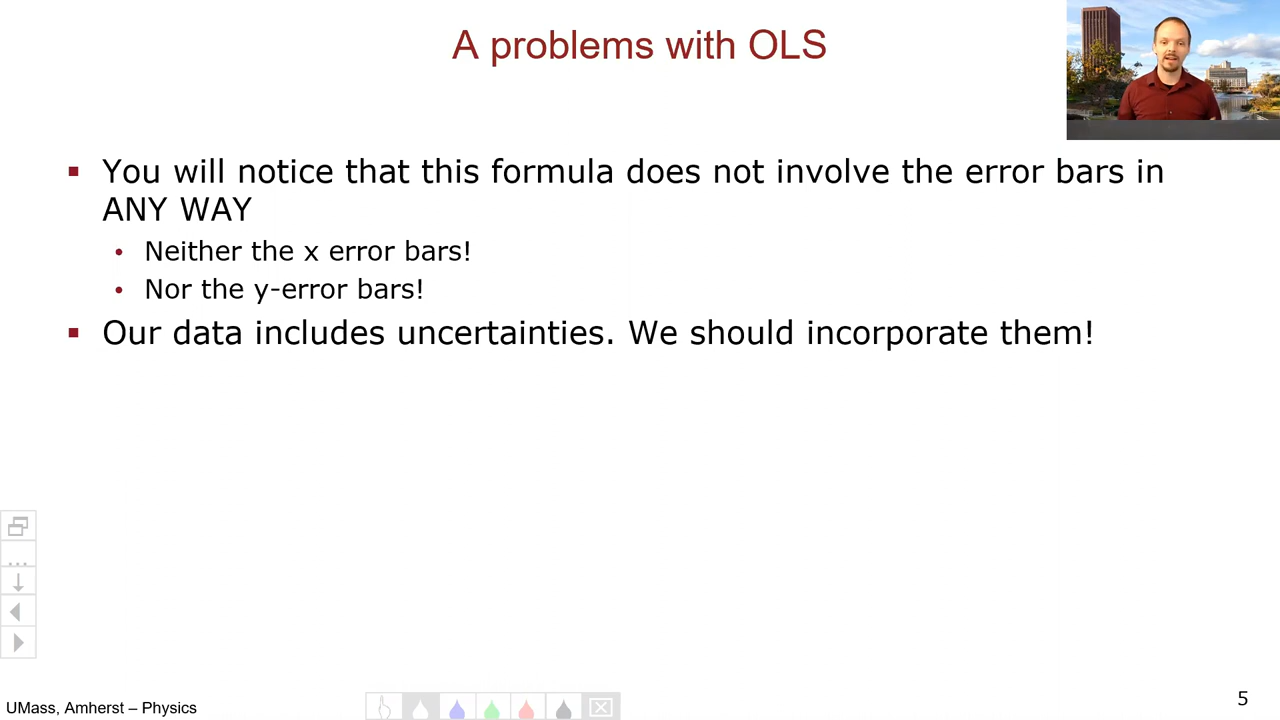 A problems with OLS
You will notice that this formula does not involve the error bars in
ANY WAY
Neither the x error bars!
Nor the y-error bars!
Our data includes uncertainties. We should incorporate them!
UMass, Amherst – Physics
5